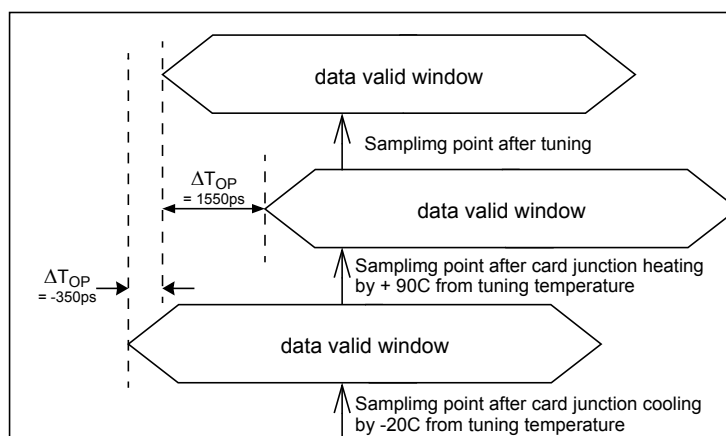 data valid window
Samplimg point after tuning
ΔTOP
= 1550ps
data valid window
Samplimg point after card junction heating
by + 90C from tuning temperature
ΔTOP
= -350ps
data valid window
Samplimg point after card junction cooling
by -20C from tuning temperature